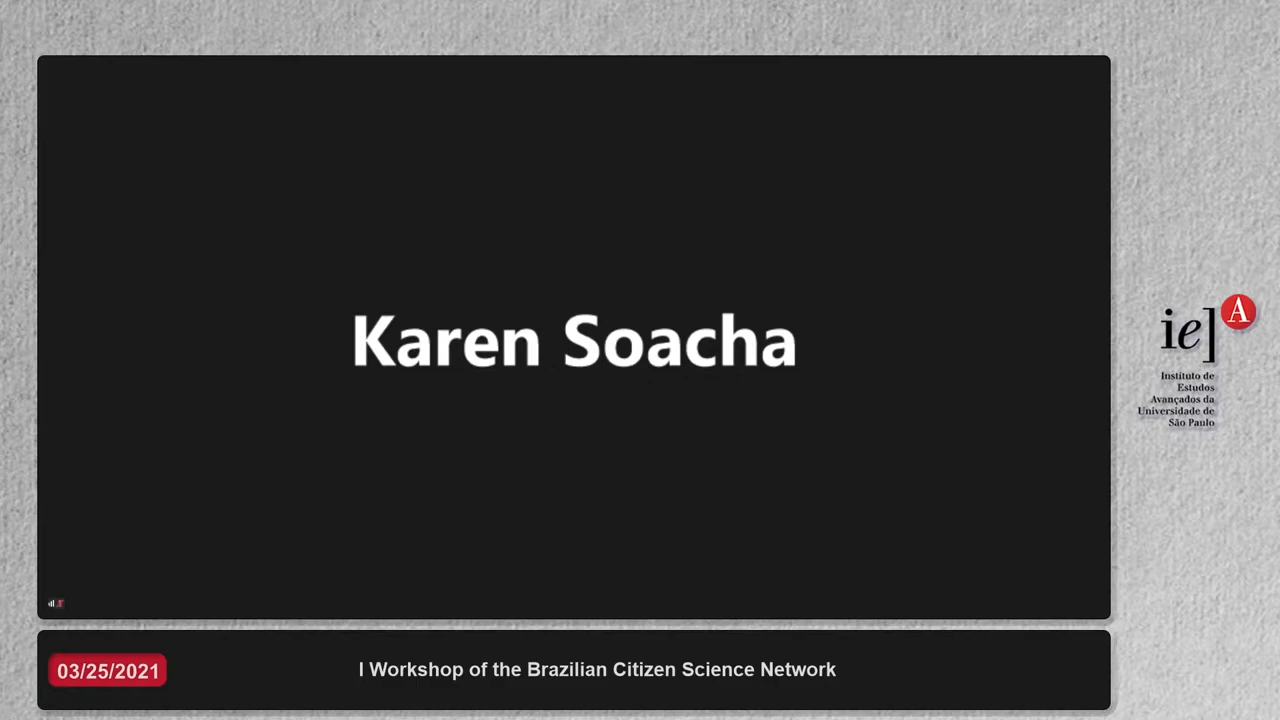 Karen Soacha
ie]
A
Instituto de
Estudos
Avançados da
Universidade de
São Paulo
03/25/2021
I Workshop of the Brazilian Citizen Science Network